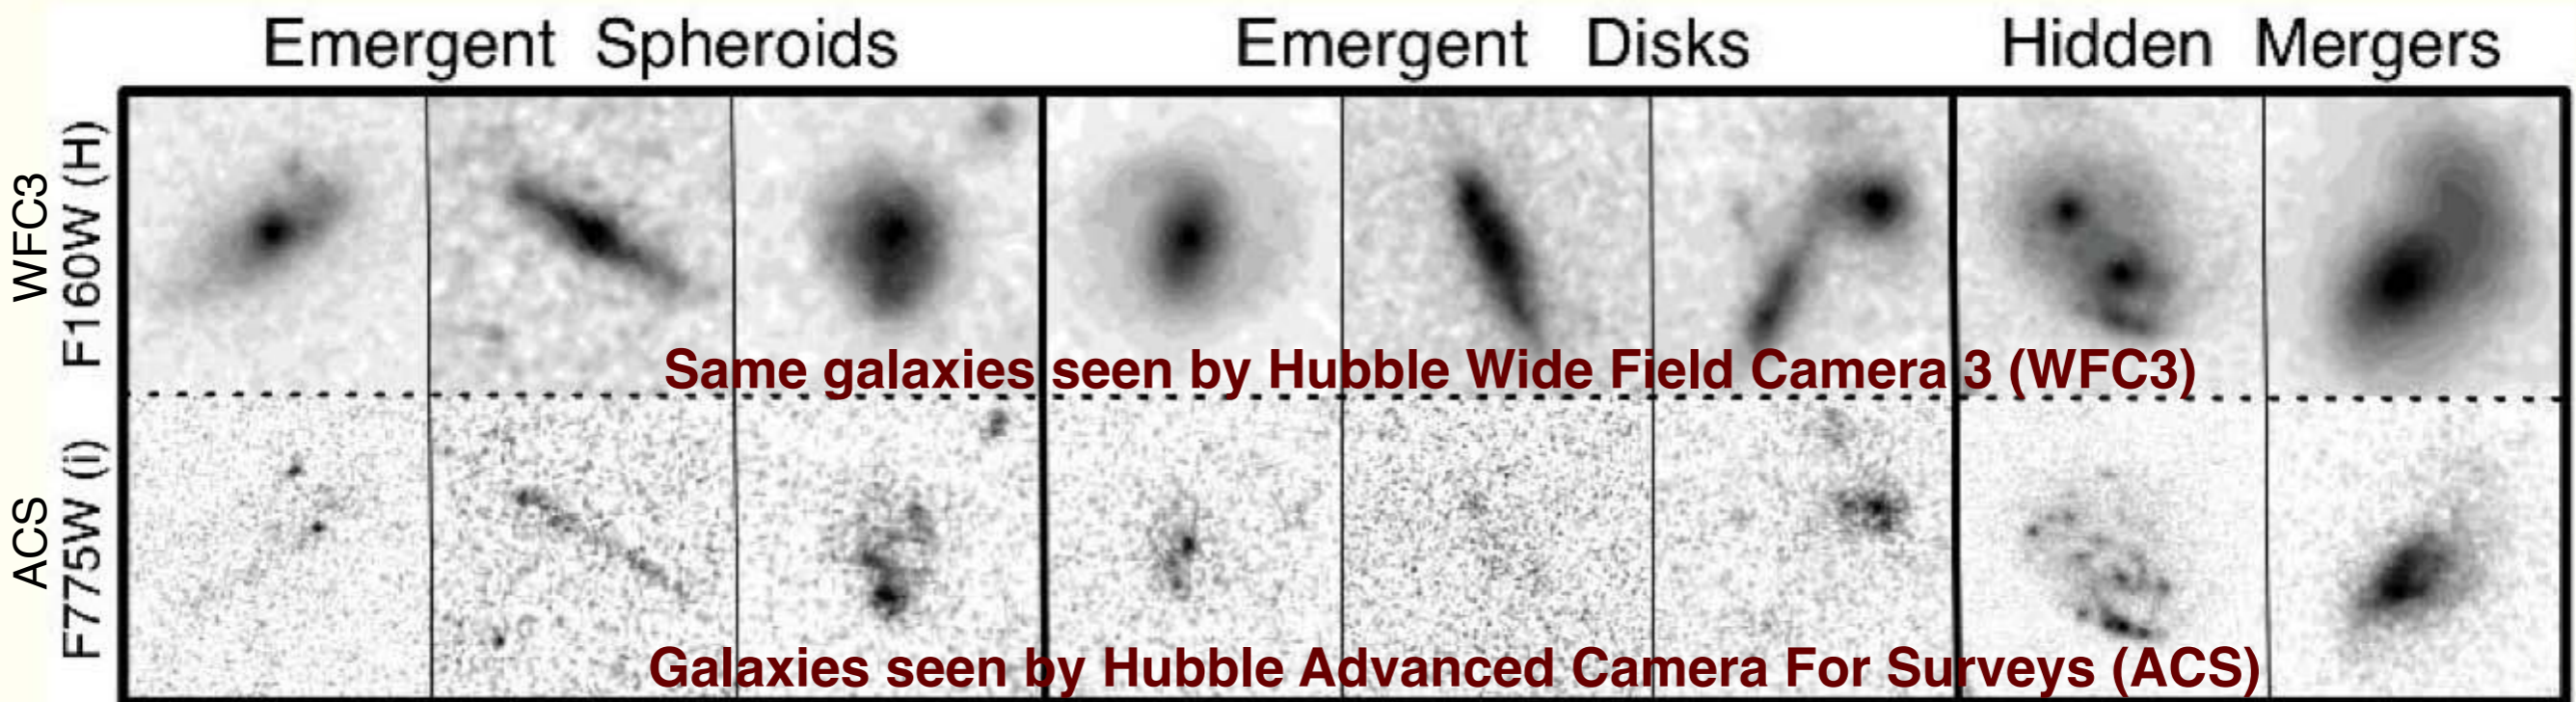 Emergent Spheroids
Emergent Disks
Hidden Mergers
WFC3
F160W (H)
Same galaxies seen by Hubble Wide Field Camera 3 (WFC3)
ACS
F775W (i)
Galaxies seen by Hubble Advanced Camera For Surveys (ACS)